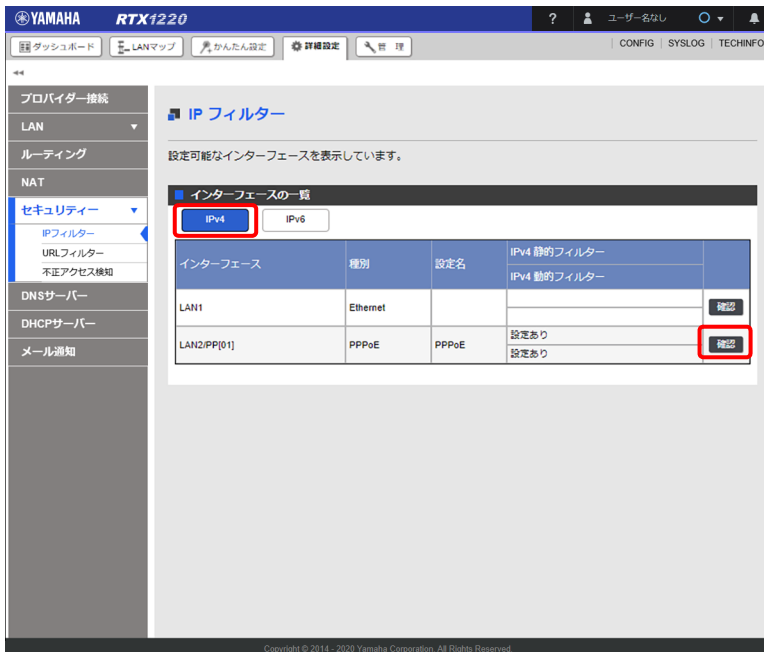 YAMAHA RTX1220 ? ユーザー名なし
ダッシュボード LANマップ かんたん設定 詳細設定 管 理 CONFIG SYSLOG TECHINFO
プロバイダー接続
LAN
ルーティング
NAT
セキュリティー
IPフィルター
URLフィルター
不正アクセス検知
DNSサーバー
DHCPサーバー
メール通知
IP フィルター
設定可能なインターフェースを表示しています。
インターフェースの一覧
IPv4 IPv6
インターフェース 種別 設定名 IPv4 静的フィルター
IPv4 動的フィルター
LAN1 Ethernet 確認
LAN2/PP[01] PPPoE PPPoE 設定あり 確認
設定あり
Copyright © 2014 - 2020 Yamaha Corporation. All Rights Reserved.